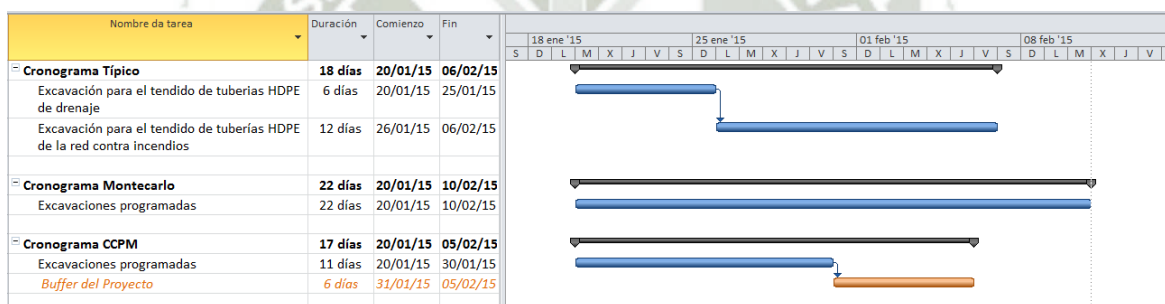 Nombre da tarea Duración Comienzo Fin
18 ene '15 25 ene '15 01 feb '15 08 feb '15
S D L M X J V S D L M X J V S D L M X J V S D L M X J V
Cronograma Típico 18 días 20/01/15 06/02/15
Excavación para el tendido de tuberias HDPE 6 días 20/01/15 25/01/15
de drenaje
Excavación para el tendido de tuberías HDPE 12 días 26/01/15 06/02/15
de la red contra incendios
Cronograma Montecarlo 22 días 20/01/15 10/02/15
Excavaciones programadas 22 días 20/01/15 10/02/15
Cronograma CCPM 17 días 20/01/15 05/02/15
Excavaciones programadas 11 días 20/01/15 30/01/15
Buffer del Proyecto 6 días 31/01/15 05/02/15